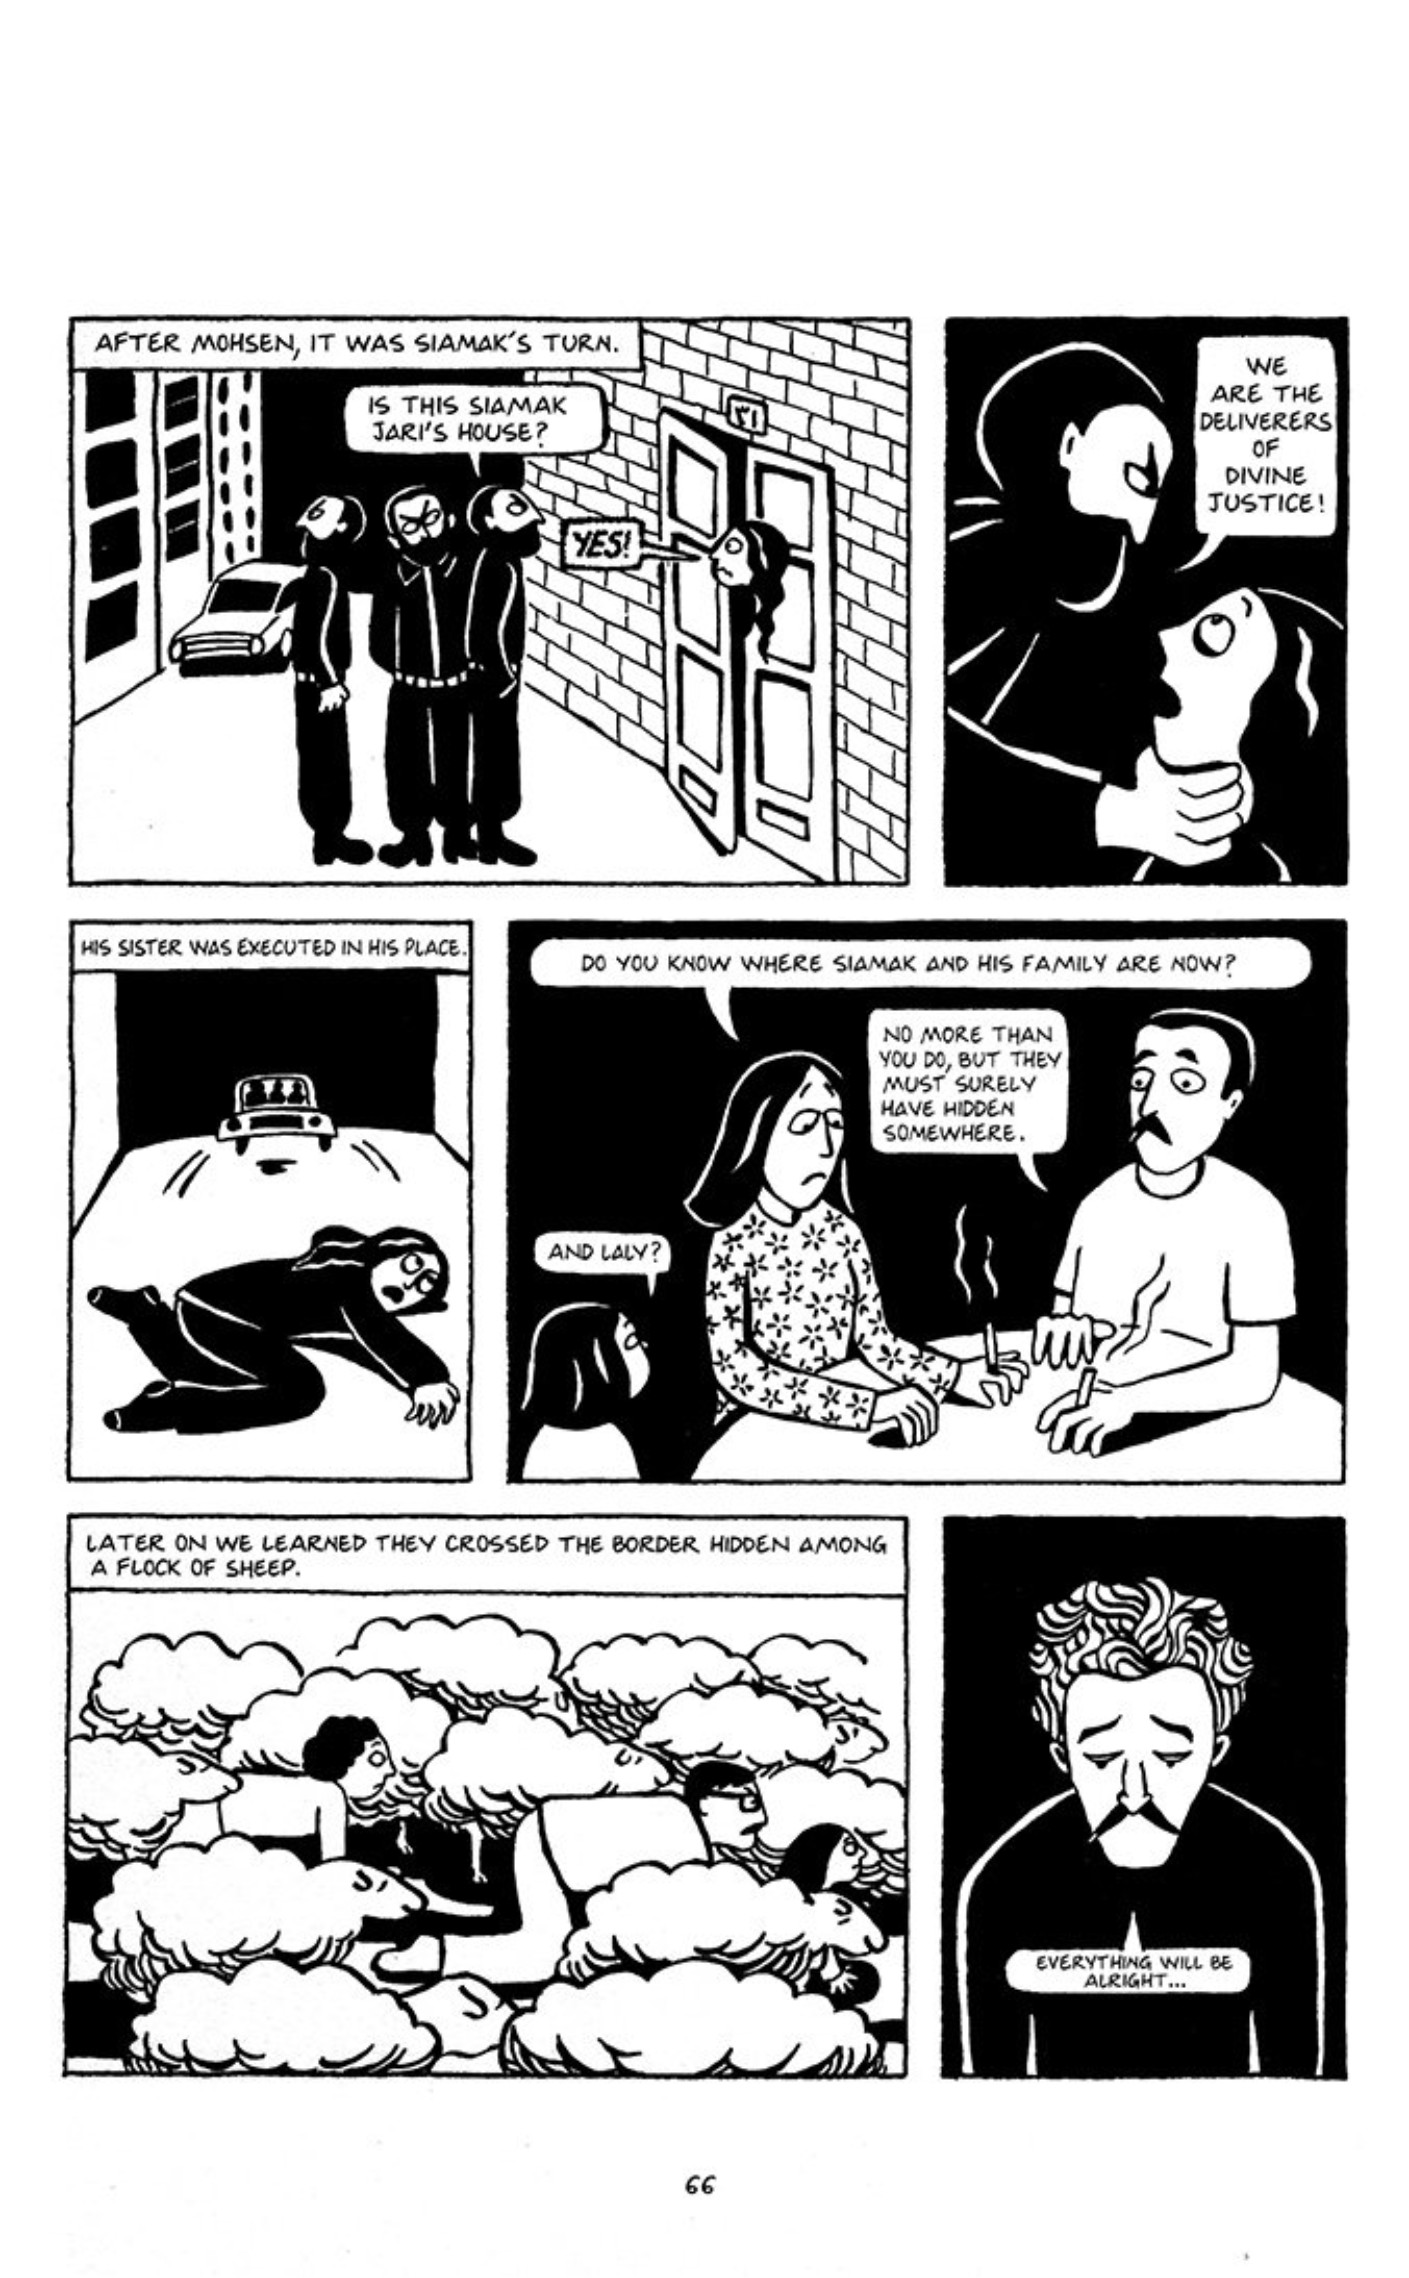 AFTER MOHSEN, IT WAS SIAMAK'S TURN.
IS THIS SIAMAK
JARI'S HOUSE?
۳۱
YES!
WE
ARE THE
DELIVERERS
OF
DIVINE
JUSTICE!
HIS SISTER WAS EXECUTED IN HIS PLACE.
DO YOU KNOW WHERE SIAMAK AND HIS FAMILY ARE NOW?
NO MORE THAN
YOU DO, BUT THEY
MUST SURELY
HAVE HIDDEN
SOMEWHERE.
AND LALY?
LATER ON WE LEARNED THEY CROSSED THE BORDER HIDDEN AMONG
A FLOCK OF SHEEP.
EVERYTHING WILL BE
ALRIGHT...
66